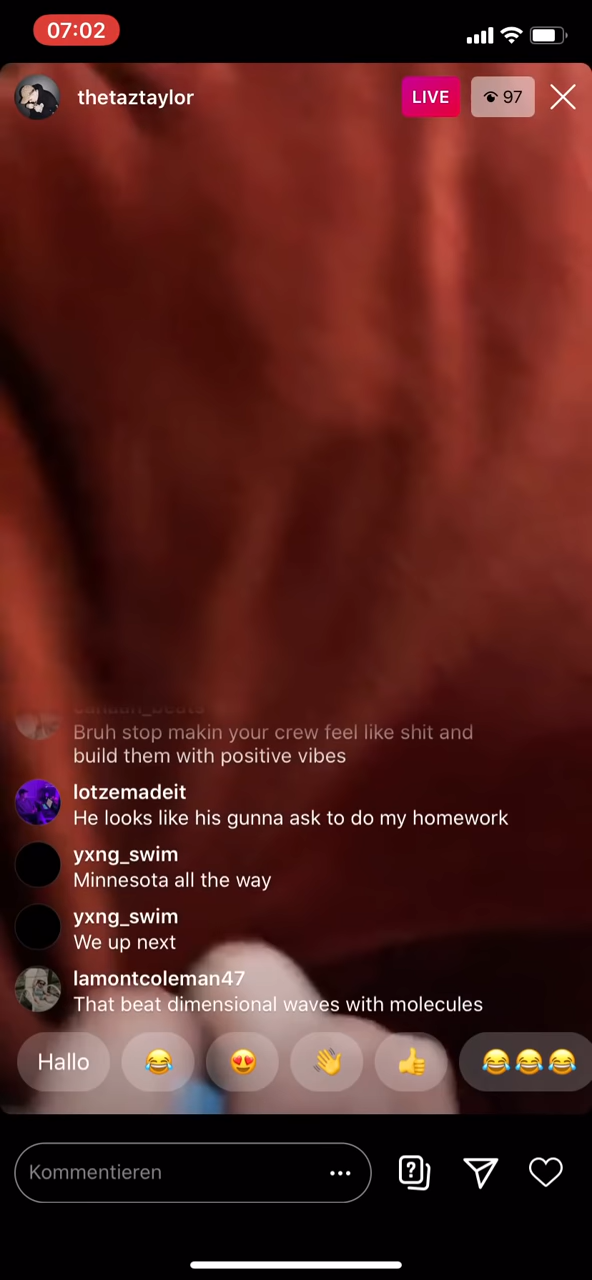 07:02
thetaztaylor
LIVE
97
Bruh stop makin your crew feel like shit and
build them with positive vibes
lotzemadeit
He looks like his gunna ask to do my homework
yxng_swim
Minnesota all the way
yxng_swim
We up next
lamontcoleman47
That beat dimensional waves with molecules
Hallo
Kommentieren